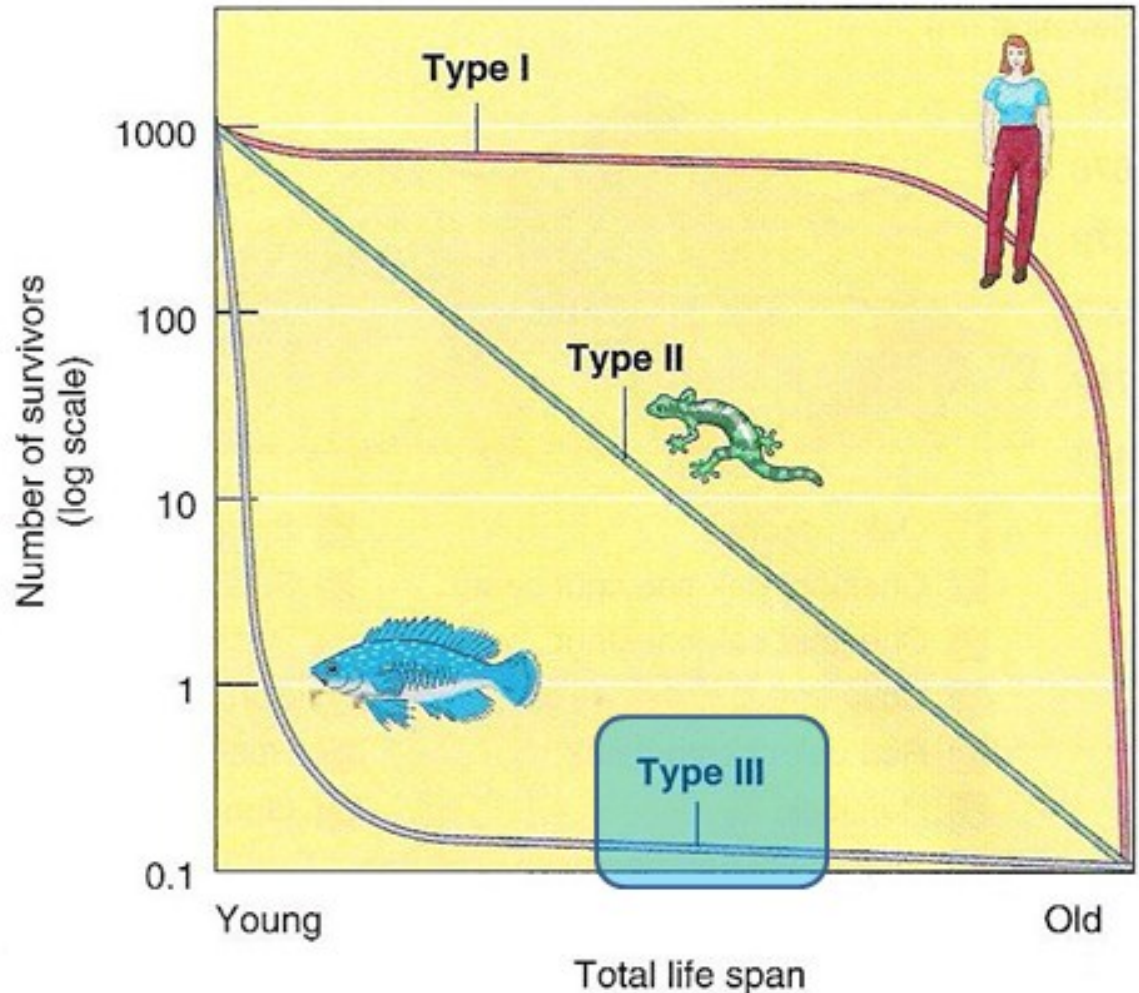 Type I
1000
100
Type II
10
1
Type III
0.1
Young
Old
Total life span
Number of survivors
(log scale)